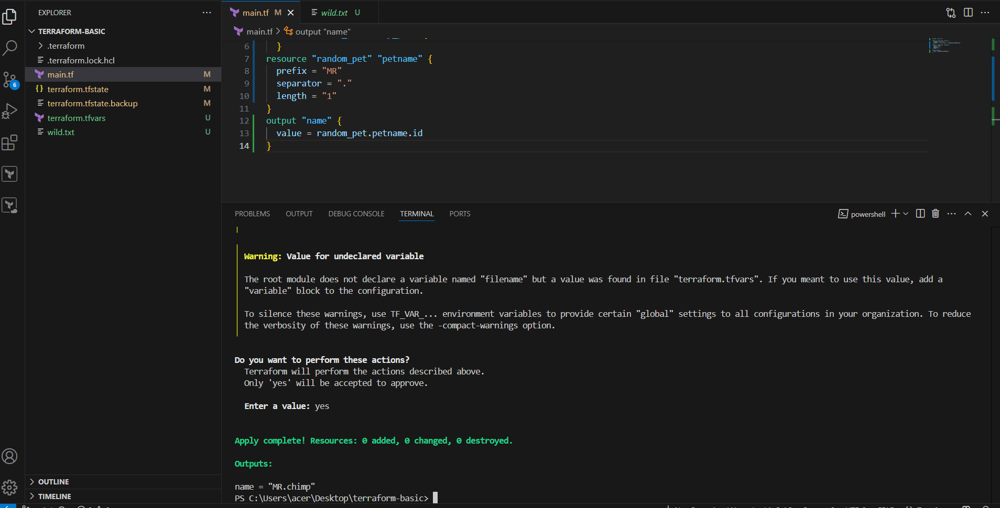 EXPLORER
TERRAFORM-BASIC
.terraform
.terraform.lock.hcl
main.tf M
terraform.tfstate M
terraform.tfstate.backup M
terraform.tfvars U
wild.txt U
6
OUTLINE
TIMELINE
main.tf M
wild.txt U
main.tf > output "name"
6 }
7 resource "random_pet" "petname" {
8 prefix = "MR"
9 separator = "."
10 length = "1"
11 }
12 output "name" {
13 value = random_pet.petname.id
14 }
PROBLEMS OUTPUT DEBUG CONSOLE TERMINAL PORTS
powershell
Warning: Value for undeclared variable
The root module does not declare a variable named "filename" but a value was found in file "terraform.tfvars". If you meant to use this value, add a
"variable" block to the configuration.
To silence these warnings, use TF_VAR_... environment variables to provide certain "global" settings to all configurations in your organization. To reduce
the verbosity of these warnings, use the -compact-warnings option.
Do you want to perform these actions?
Terraform will perform the actions described above.
Only 'yes' will be accepted to approve.
Enter a value: yes
Apply complete! Resources: 0 added, 0 changed, 0 destroyed.
Outputs:
name = "MR.chimp"
PS C:\Users\acer\Desktop\terraform-basic>